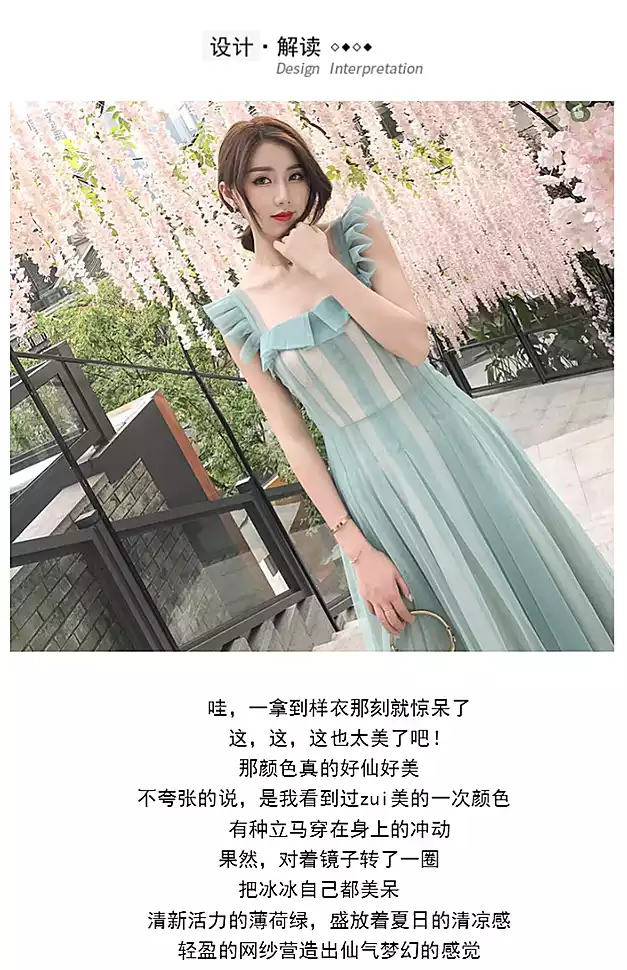 设计·解读
Design Interpretation
哇，一拿到样衣那刻就惊呆了
这，这，这也太美了吧！
那颜色真的好仙好美
不夸张的说，是我看到过zui美的一次颜色
有种立马穿在身上的冲动
果然，对着镜子转了一圈
把冰冰自己都美呆
清新活力的薄荷绿，盛放着夏日的清凉感
轻盈的网纱营造出仙气梦幻的感觉